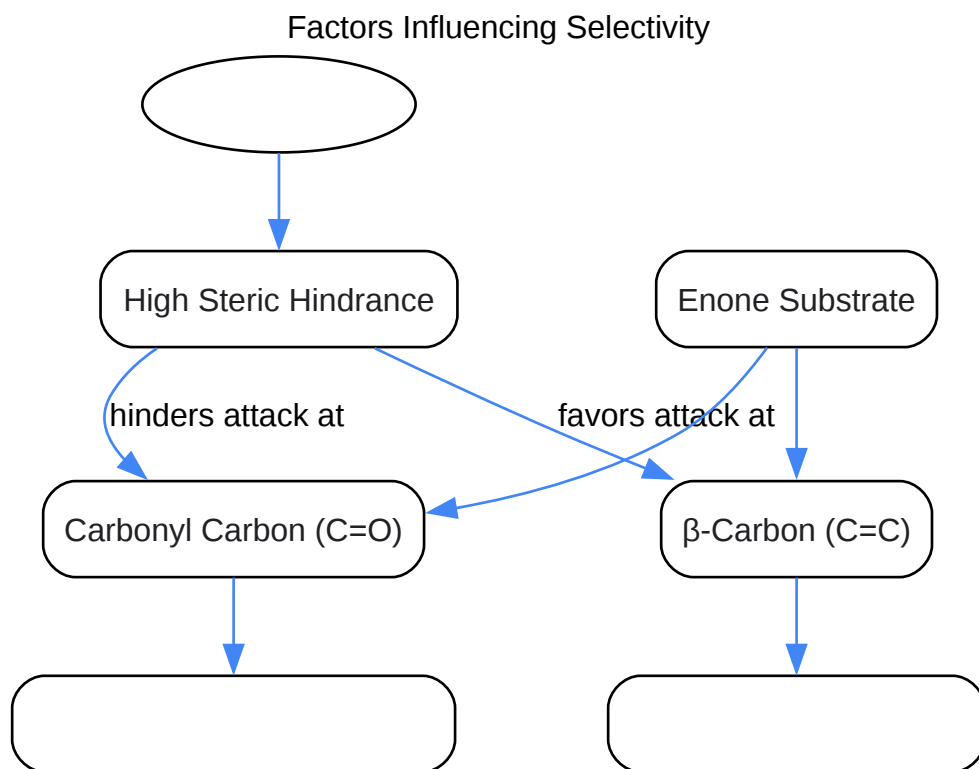 Factors Influencing Selectivity
High Steric Hindrance
Enone Substrate
hinders attack at
favors attack at
Carbonyl Carbon (C=O)
β-Carbon (C=C)